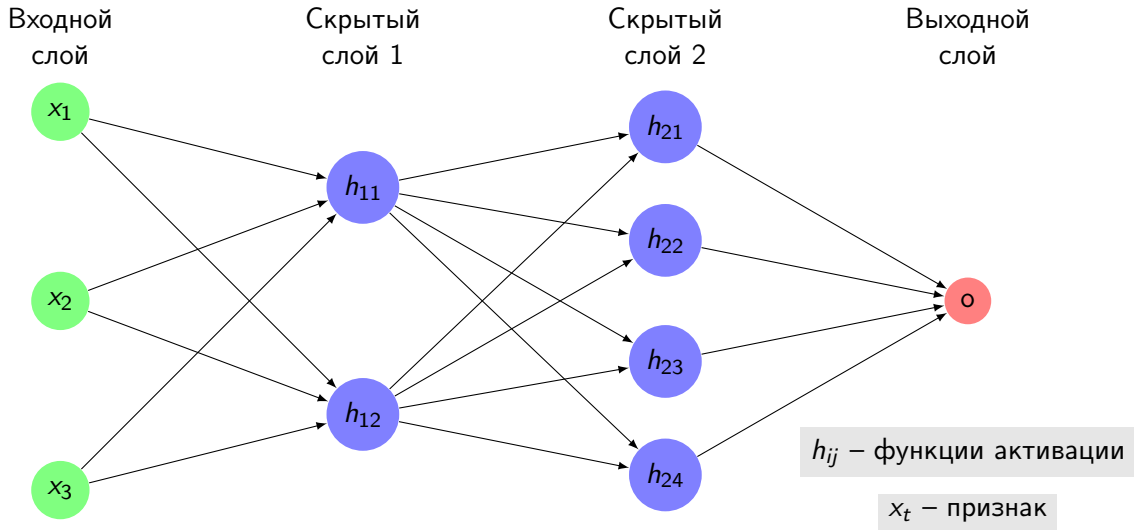 Входной
слой
Скрытый
слой 1
Скрытый
слой 2
Выходной
слой
x₁
x₂
x₃
h₁₁
h₁₂
h₂₁
h₂₂
h₂₃
h₂₄
o
hᵢⱼ – функции активации
xₜ – признак